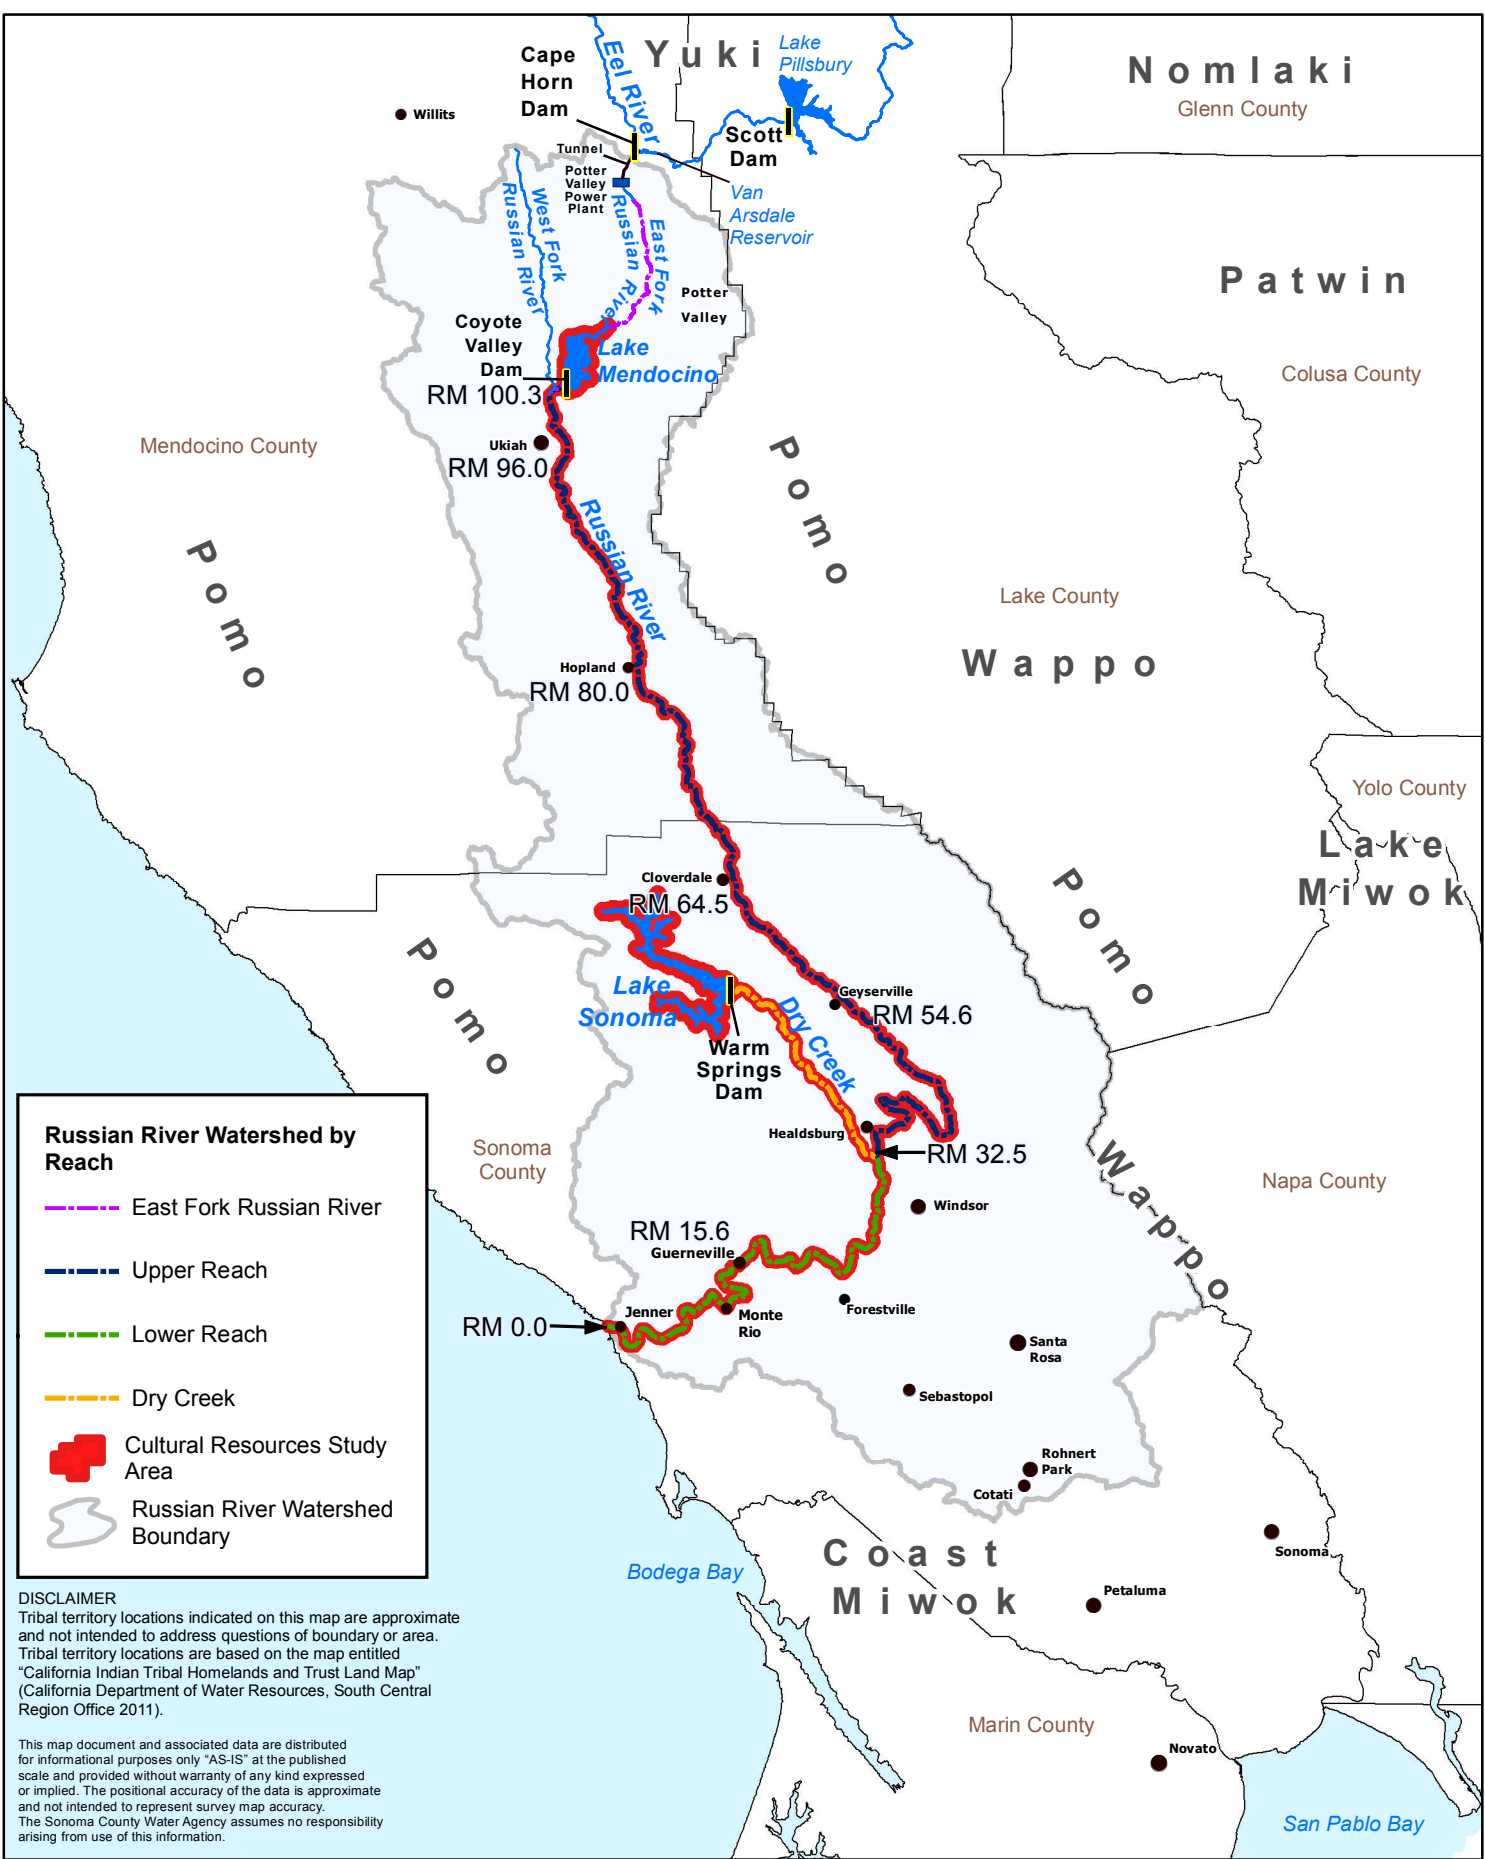 Cape
Horn
Dam
Eel River
Yuki
Lake
Pillsbury
Nomlaki
Glenn County
Willits
Scott
Dam
Tunnel
Potter
Valley
Power
Plant
Van
Arsdale
Reservoir
West Fork
Russian River
East Fork
Russian River
Potter
Valley
Patwin
Colusa County
Coyote
Valley
Dam
Lake
Mendocino
RM 100.3
Mendocino County
Ukiah
RM 96.0
Pomo
Pomo
Russian River
Lake County
Wappo
Hopland
RM 80.0
Yolo County
Lake
Miwok
Cloverdale
RM 64.5
Pomo
Pomo
Lake
Sonoma
Geyserville
RM 54.6
Dry Creek
Warm
Springs
Dam
Healdsburg
RM 32.5
Sonoma
County
Wappo
Napa County
Windsor
RM 15.6
Guerneville
Forestville
Jenner
Monte
Rio
RM 0.0
Santa
Rosa
Sebastopol
Rohnert
Park
Cotati
Coast
Miwok
Sonoma
Petaluma
Bodega Bay
Marin County
Novato
San Pablo Bay
Russian River Watershed by
Reach
East Fork Russian River
Upper Reach
Lower Reach
Dry Creek
Cultural Resources Study
Area
Russian River Watershed
Boundary
DISCLAIMER
Tribal territory locations indicated on this map are approximate
and not intended to address questions of boundary or area.
Tribal territory locations are based on the map entitled
“California Indian Tribal Homelands and Trust Land Map”
(California Department of Water Resources, South Central
Region Office 2011).
This map document and associated data are distributed
for informational purposes only “AS-IS” at the published
scale and provided without warranty of any kind expressed
or implied. The positional accuracy of the data is approximate
and not intended to represent survey map accuracy.
The Sonoma County Water Agency assumes no responsibility
arising from use of this information.